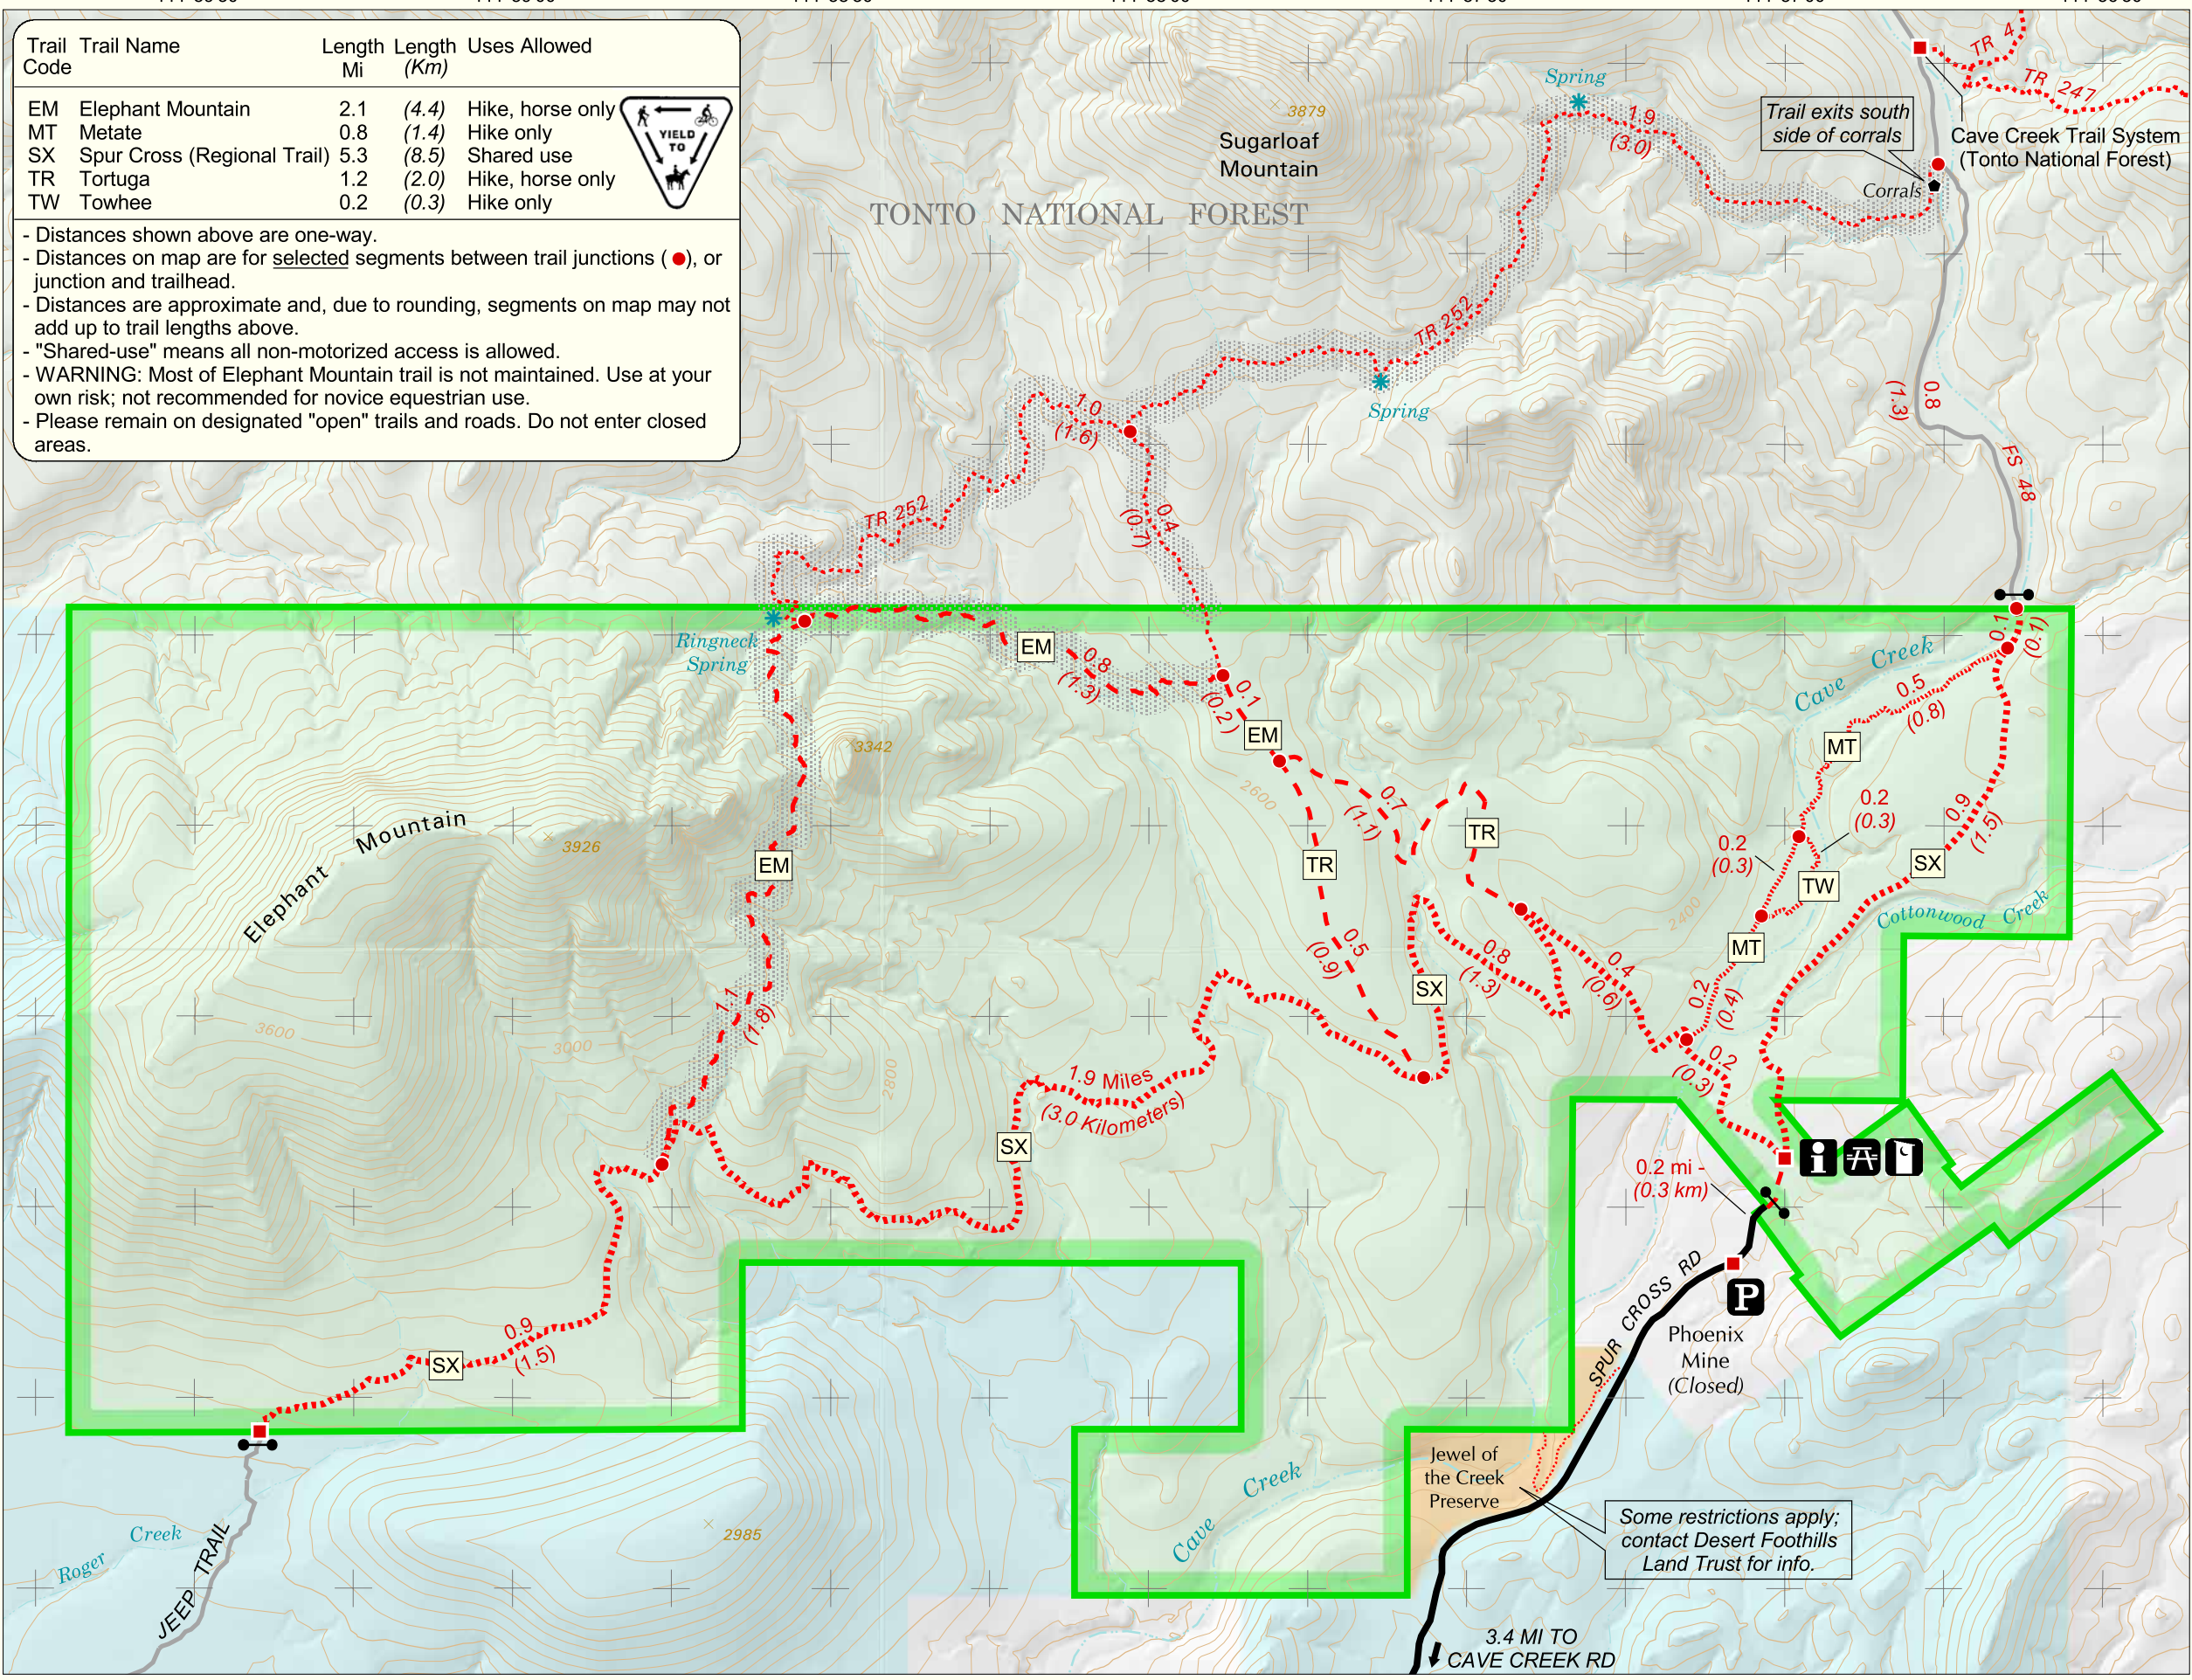 Trail Trail Name Length Length Uses Allowed
Code Mi (Km)
EM Elephant Mountain 2.1 (4.4) Hike, horse only
MT Metate 0.8 (1.4) Hike only
SX Spur Cross (Regional Trail) 5.3 (8.5) Shared use
TR Tortuga 1.2 (2.0) Hike, horse only
TW Towhee 0.2 (0.3) Hike only
YIELD
TO
- Distances shown above are one-way.
- Distances on map are for selected segments between trail junctions ( ), or
junction and trailhead.
- Distances are approximate and, due to rounding, segments on map may not
add up to trail lengths above.
- "Shared-use" means all non-motorized access is allowed.
- WARNING: Most of Elephant Mountain trail is not maintained. Use at your
own risk; not recommended for novice equestrian use.
- Please remain on designated "open" trails and roads. Do not enter closed
areas.
TR 4
TR 247
Spring
3879
Sugarloaf
Mountain
1.9
(3.0)
Trail exits south
side of corrals
Cave Creek Trail System
(Tonto National Forest)
Corrals
TONTO NATIONAL FOREST
TR 252
Spring
0.8
(1.3)
FS 48
1.0
(1.6)
TR 252
0.4
(0.7)
Ringneck
Spring
EM
0.8
(1.3)
0.1
(0.2)
EM
0.1
(0.1)
Cave Creek
0.5
(0.8)
MT
3342
2600
0.7
(1.1)
TR
TR
0.2
(0.3)
0.2
(0.3)
TW
0.9
(1.5)
SX
Elephant Mountain
3926
EM
Cottonwood Creek
2400
MT
0.5
(0.9)
0.8
(1.3)
SX
0.4
(0.6)
0.2
(0.4)
1.1
(1.8)
3600
3000
2800
1.9 Miles
(3.0 Kilometers)
SX
0.2
(0.3)
0.2 mi -
(0.3 km)
i
P
SPUR CROSS RD
Phoenix
Mine
(Closed)
0.9
(1.5)
SX
Jewel of
the Creek
Preserve
Cave Creek
Some restrictions apply;
contact Desert Foothills
Land Trust for info.
2985
Roger Creek
JEEP TRAIL
3.4 MI TO
CAVE CREEK RD